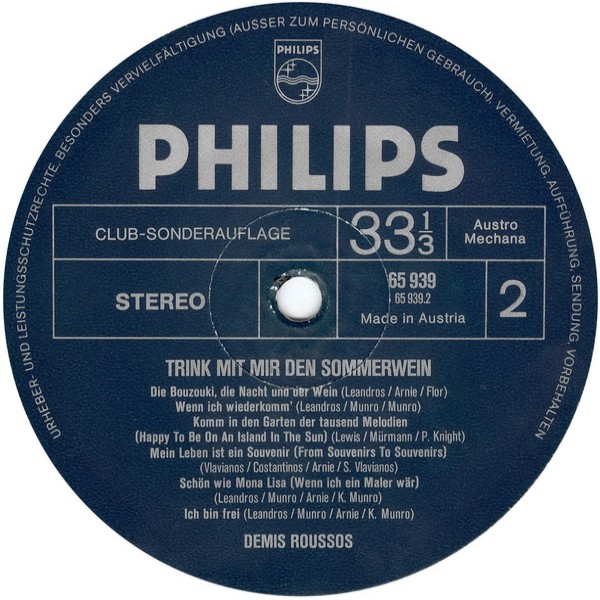 URHEBER- UND LEISTUNGSSCHUTZRECHTE, BESONDERS VERVIELFÄLTIGUNG (AUSSER ZUM PERSÖNLICHEN GEBRAUCH), VERMIETUNG, AUFFÜHRUNG, SENDUNG, VORBEHALTEN
PHILIPS
PHILIPS
CLUB-SONDERAUFLAGE
33 1/3
Austro
Mechana
STEREO
65 939
65 939.2
Made in Austria
2
TRINK MIT MIR DEN SOMMERWEIN
Die Bouzouki, die Nacht und der Wein (Leandros / Arnie / Flor)
Wenn ich wiederkomm' (Leandros / Munro / Munro)
Komm in den Garten der tausend Melodien
(Happy To Be On An Island In The Sun) (Lewis / Mürmann / P. Knight)
Mein Leben ist ein Souvenir (From Souvenirs To Souvenirs)
(Vlavianos / Costantinos / Arnie / S. Vlavianos)
Schön wie Mona Lisa (Wenn ich ein Maler wär)
(Leandros / Munro / Arnie / K. Munro)
Ich bin frei (Leandros / Munro / Arnie / K. Munro)
DEMIS ROUSSOS